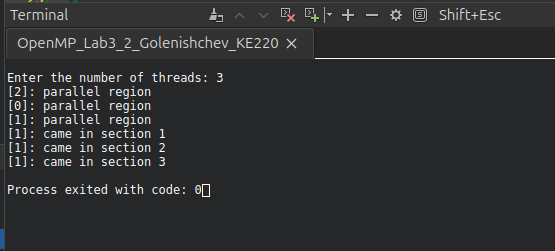 Terminal
Shift+Esc
OpenMP_Lab3_2_Golenishchev_KE220
Enter the number of threads: 3
[2]: parallel region
[0]: parallel region
[1]: parallel region
[1]: came in section 1
[1]: came in section 2
[1]: came in section 3
Process exited with code: 0